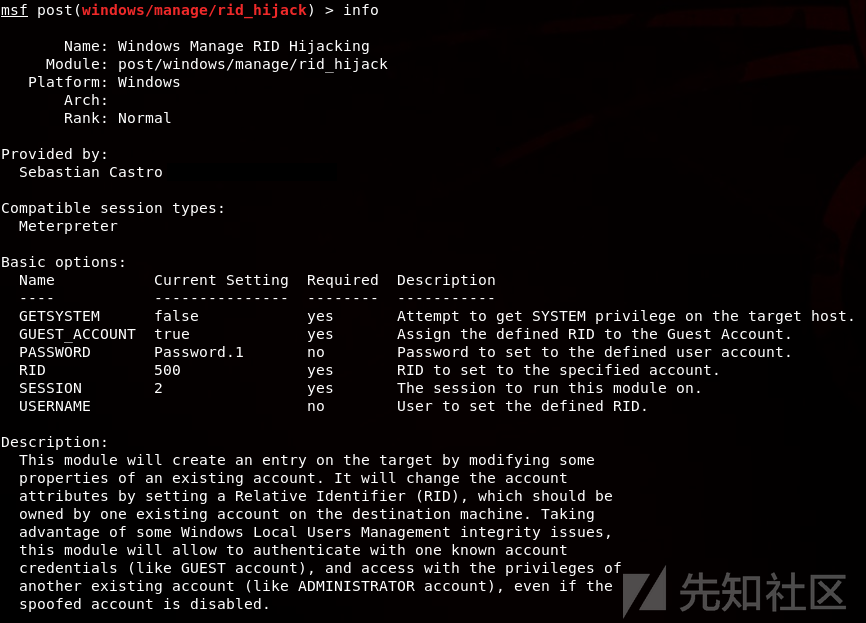 msf post(windows/manage/rid_hijack) > info
Name: Windows Manage RID Hijacking
Module: post/windows/manage/rid_hijack
Platform: Windows
Arch:
Rank: Normal
Provided by:
Sebastian Castro
Compatible session types:
Meterpreter
Basic options:
Name Current Setting Required Description
---- --------------- -------- -----------
GETSYSTEM false yes Attempt to get SYSTEM privilege on the target host.
GUEST_ACCOUNT true yes Assign the defined RID to the Guest Account.
PASSWORD Password.1 no Password to set to the defined user account.
RID 500 yes RID to set to the specified account.
SESSION 2 yes The session to run this module on.
USERNAME no User to set the defined RID.
Description:
This module will create an entry on the target by modifying some
properties of an existing account. It will change the account
attributes by setting a Relative Identifier (RID), which should be
owned by one existing account on the destination machine. Taking
advantage of some Windows Local Users Management integrity issues,
this module will allow to authenticate with one known account
credentials (like GUEST account), and access with the privileges of
another existing account (like ADMINISTRATOR account), even if the
spoofed account is disabled.
先知社区